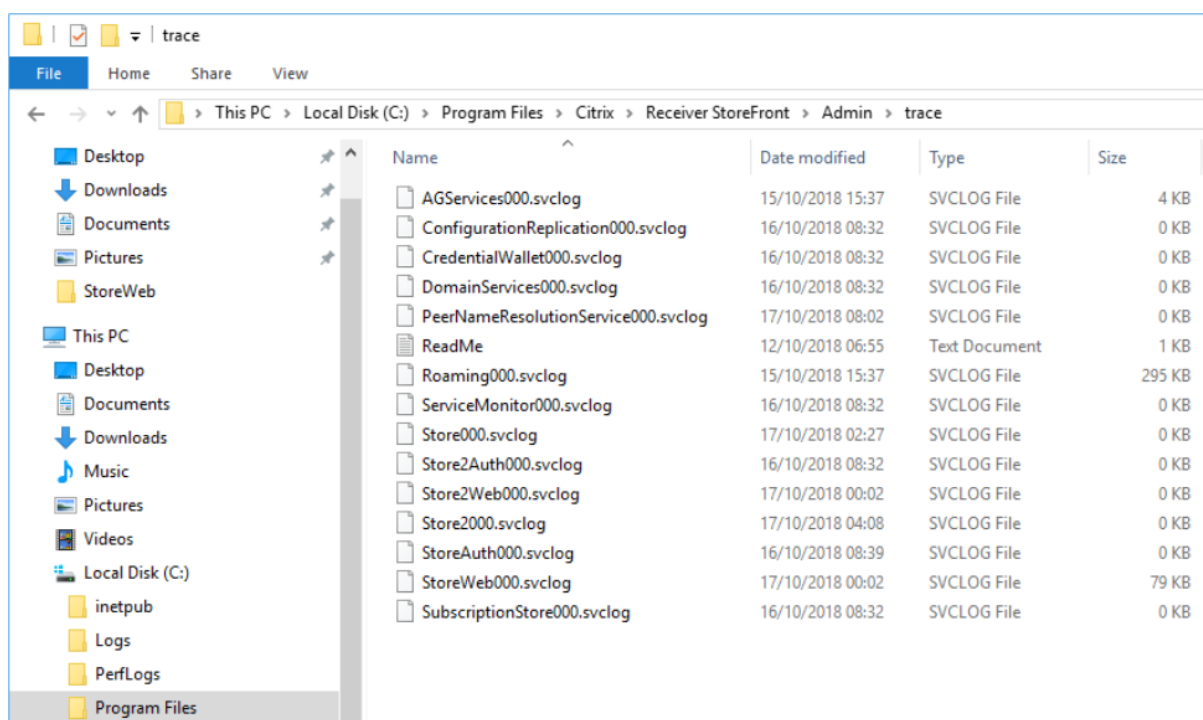 trace
File Home Share View
This PC > Local Disk (C:) > Program Files > Citrix > Receiver StoreFront > Admin > trace
Name Date modified Type Size
Desktop
Downloads
Documents
Pictures
StoreWeb
This PC
Desktop
Documents
Downloads
Music
Pictures
Videos
Local Disk (C:)
inetpub
Logs
PerfLogs
Program Files
AGServices000.svclog 15/10/2018 15:37 SVCLOG File 4 KB
ConfigurationReplication000.svclog 16/10/2018 08:32 SVCLOG File 0 KB
CredentialWallet000.svclog 16/10/2018 08:32 SVCLOG File 0 KB
DomainServices000.svclog 16/10/2018 08:32 SVCLOG File 0 KB
PeerNameResolutionService000.svclog 17/10/2018 08:02 SVCLOG File 0 KB
ReadMe 12/10/2018 06:55 Text Document 1 KB
Roaming000.svclog 15/10/2018 15:37 SVCLOG File 295 KB
ServiceMonitor000.svclog 16/10/2018 08:32 SVCLOG File 0 KB
Store000.svclog 17/10/2018 02:27 SVCLOG File 0 KB
Store2Auth000.svclog 16/10/2018 08:32 SVCLOG File 0 KB
Store2Web000.svclog 17/10/2018 00:02 SVCLOG File 0 KB
Store2000.svclog 17/10/2018 04:08 SVCLOG File 0 KB
StoreAuth000.svclog 16/10/2018 08:39 SVCLOG File 0 KB
StoreWeb000.svclog 17/10/2018 00:02 SVCLOG File 79 KB
SubscriptionStore000.svclog 16/10/2018 08:32 SVCLOG File 0 KB